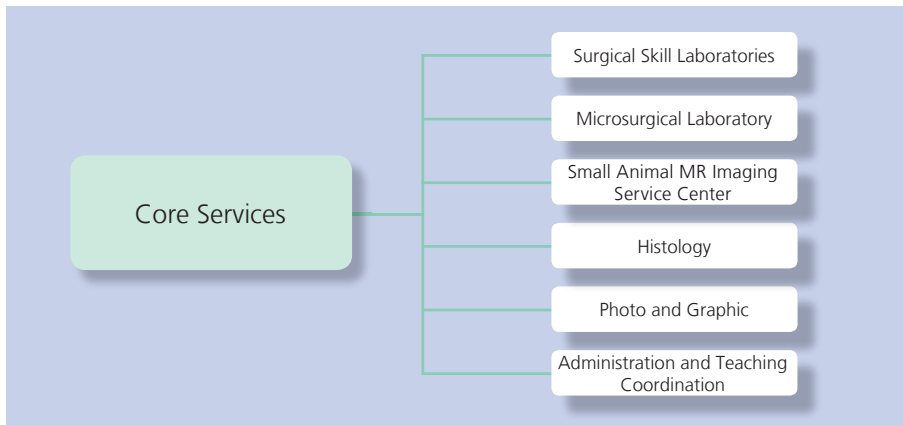 Surgical Skill Laboratories
Microsurgical Laboratory
Small Animal MR Imaging
Service Center
Core Services
Histology
Photo and Graphic
Administration and Teaching
Coordination